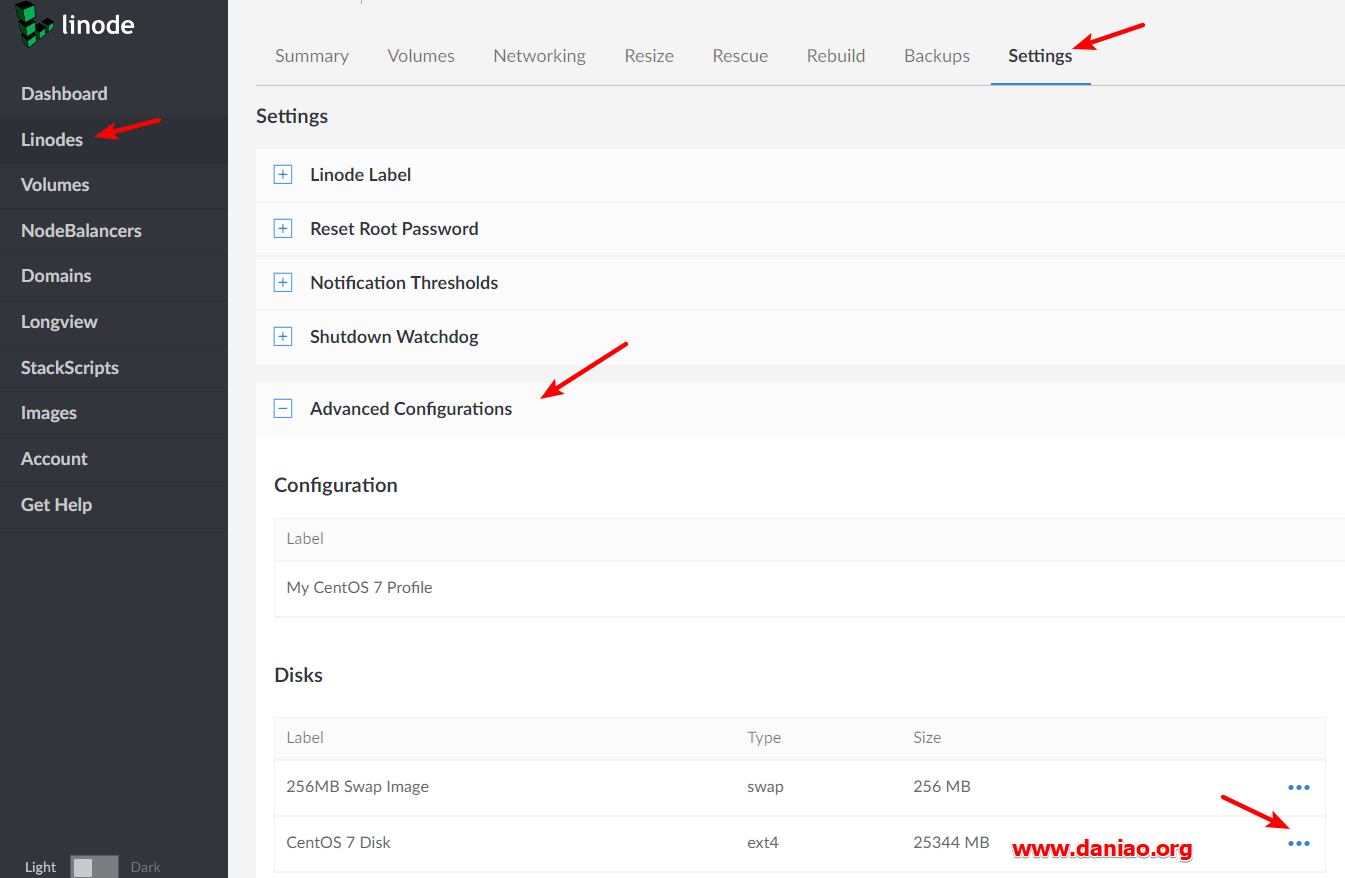 linode
Dashboard
Linodes
Volumes
NodeBalancers
Domains
Longview
StackScripts
Images
Account
Get Help
Light Dark
Summary Volumes Networking Resize Rescue Rebuild Backups Settings
Settings
Linode Label
Reset Root Password
Notification Thresholds
Shutdown Watchdog
Advanced Configurations
Configuration
Label
My CentOS 7 Profile
Disks
Label Type Size
256MB Swap Image swap 256 MB
CentOS 7 Disk ext4 25344 MB
www.daniao.org